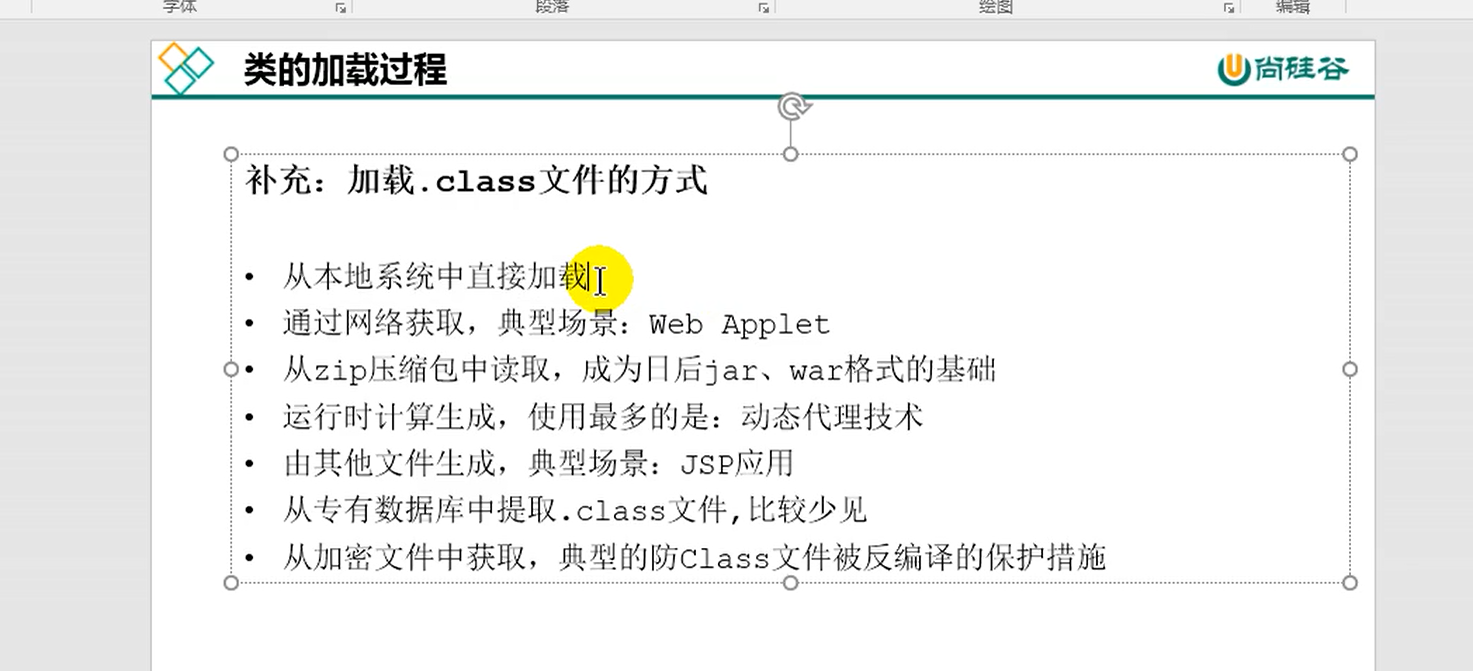 字体 段落 绘图 编辑
类的加载过程 尚硅谷
补充：加载.class文件的方式
• 从本地系统中直接加载
• 通过网络获取，典型场景：Web Applet
• 从zip压缩包中读取，成为日后jar、war格式的基础
• 运行时计算生成，使用最多的是：动态代理技术
• 由其他文件生成，典型场景：JSP应用
• 从专有数据库中提取.class文件,比较少见
• 从加密文件中获取，典型的防Class文件被反编译的保护措施